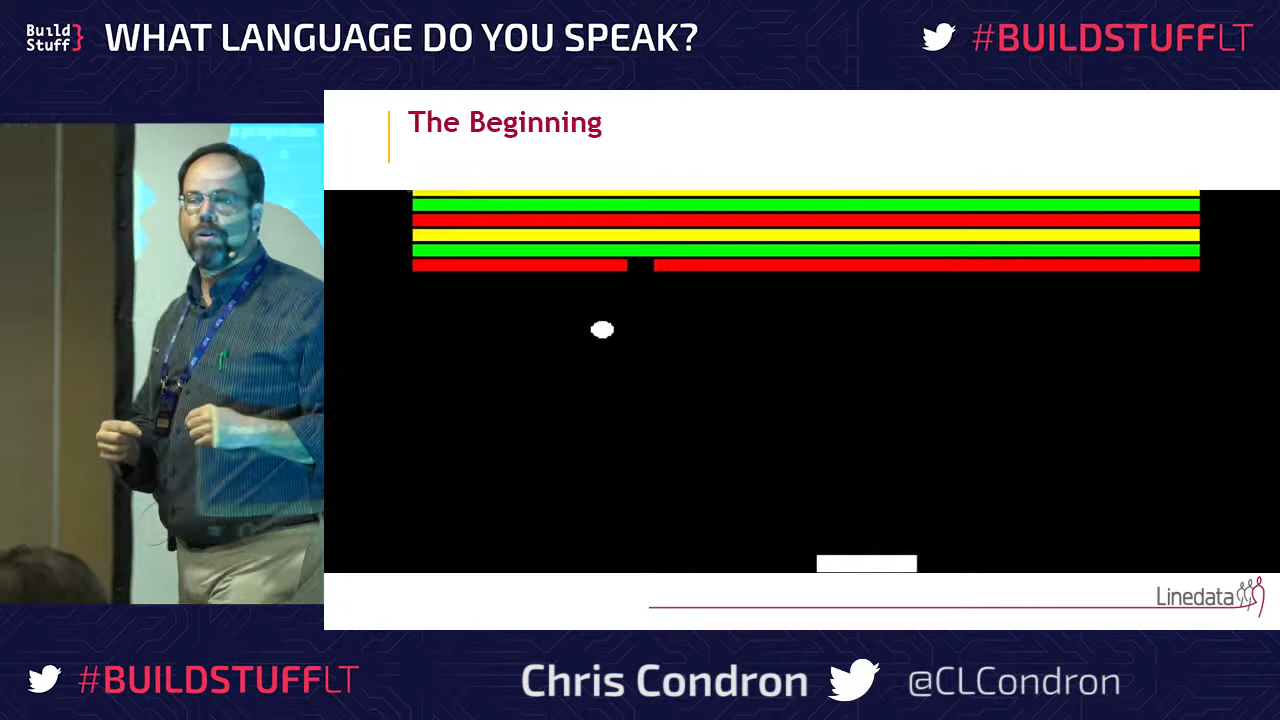 Build
Stuff}
WHAT LANGUAGE DO YOU SPEAK?
#BUILDSTUFFLT
The Beginning
Linedata
#BUILDSTUFFLT
Chris Condron
@CLCondron